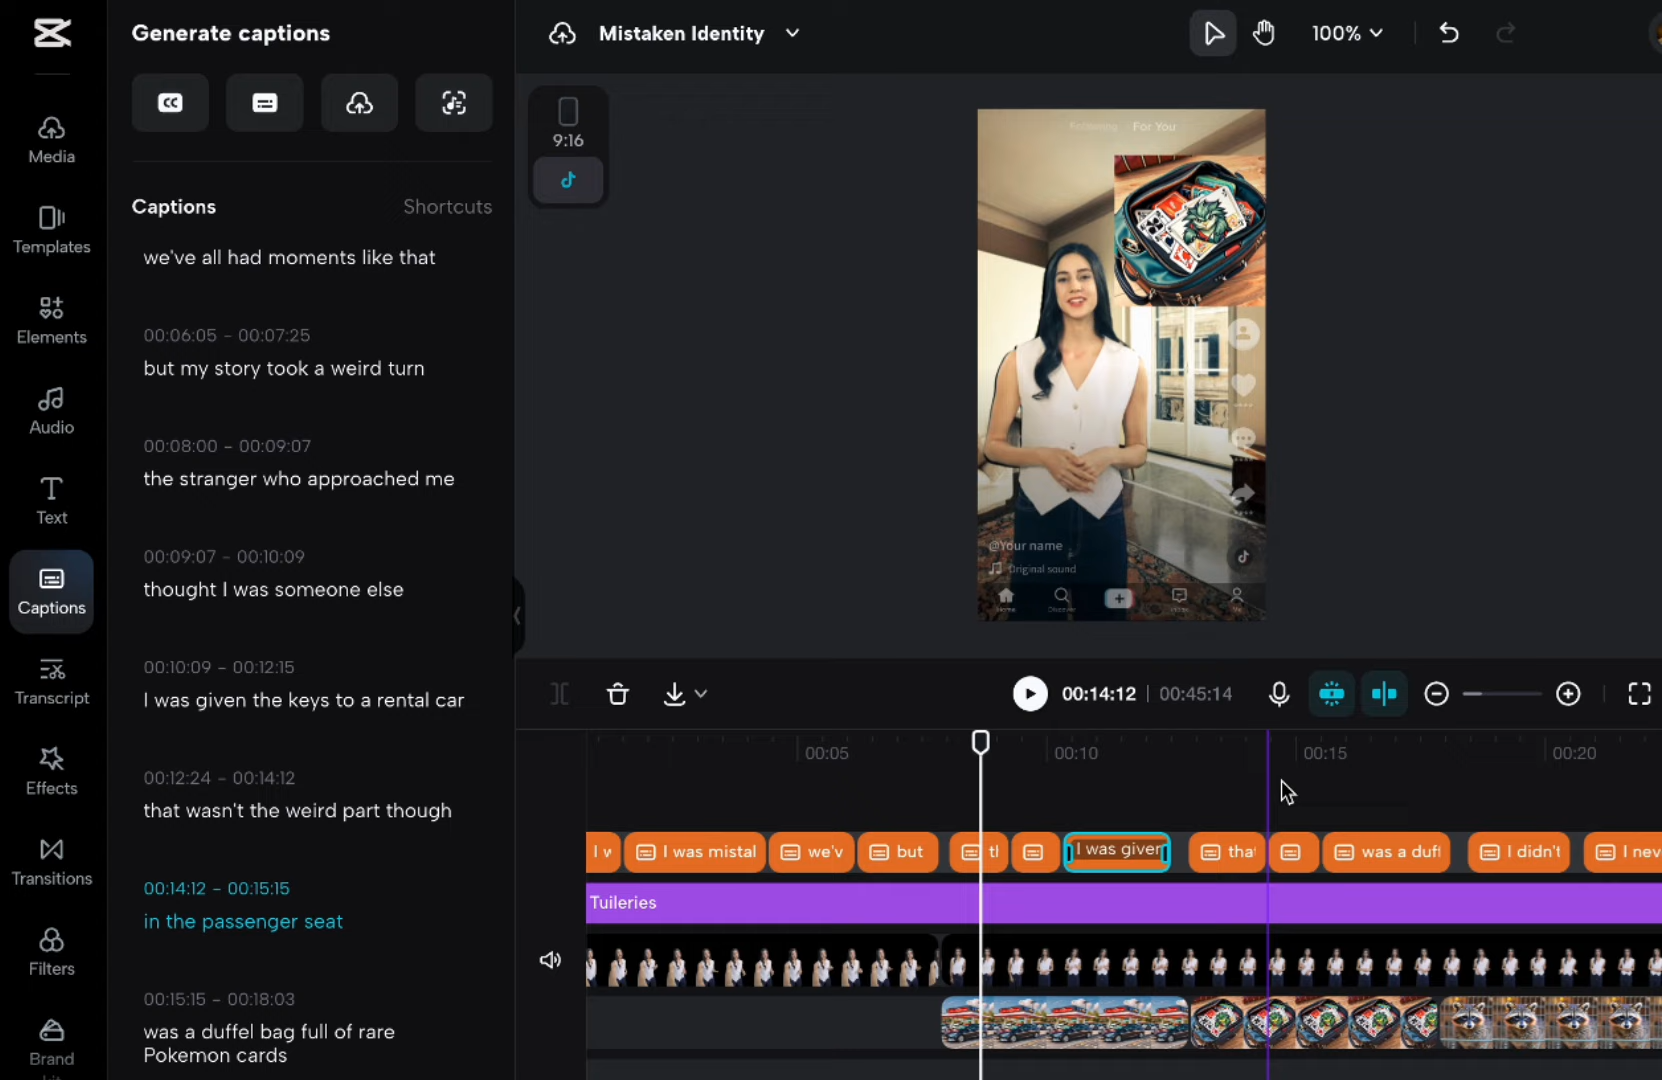 Generate captions
Mistaken Identity
100%
Media
Templates
Elements
Audio
Text
Captions
Transcript
Effects
Transitions
Filters
Brand
CC
Captions
Shortcuts
we've all had moments like that
00:06:05 - 00:07:25
but my story took a weird turn
00:08:00 - 00:09:07
the stranger who approached me
00:09:07 - 00:10:09
thought I was someone else
00:10:09 - 00:12:15
I was given the keys to a rental car
00:12:24 - 00:14:12
that wasn't the weird part though
00:14:12 - 00:15:15
in the passenger seat
00:15:15 - 00:18:03
was a duffel bag full of rare
Pokemon cards
9:16
Following For You
@Your name
Original sound
Home
00:14:12 | 00:45:14
00:05
00:10
00:15
00:20
I w
I was mistal
we'v
but
tl
I was giver
tha
was a duff
I didn't
I nev
Tuileries